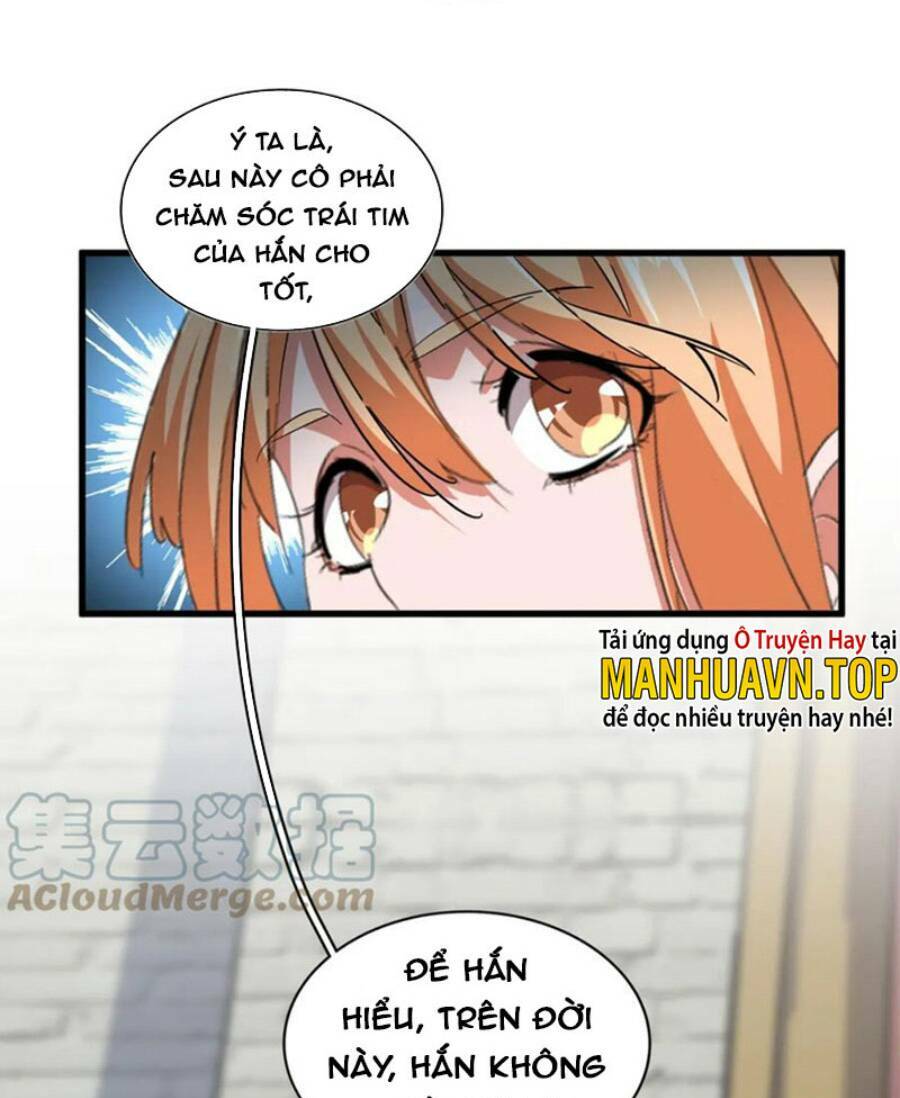 Ý TA LÀ,
SAU NÀY CÔ PHẢI
CHĂM SÓC TRÁI TIM
CỦA HẮN CHO
TỐT,
Tải ứng dụng Ô Truyện Hay tại
MANHUAVN.TOP
để đọc nhiều truyện hay nhé!
集云数据
ACloudMerge.com
ĐỂ HẮN
HIỂU, TRÊN ĐỜI
NÀY, HẮN KHÔNG